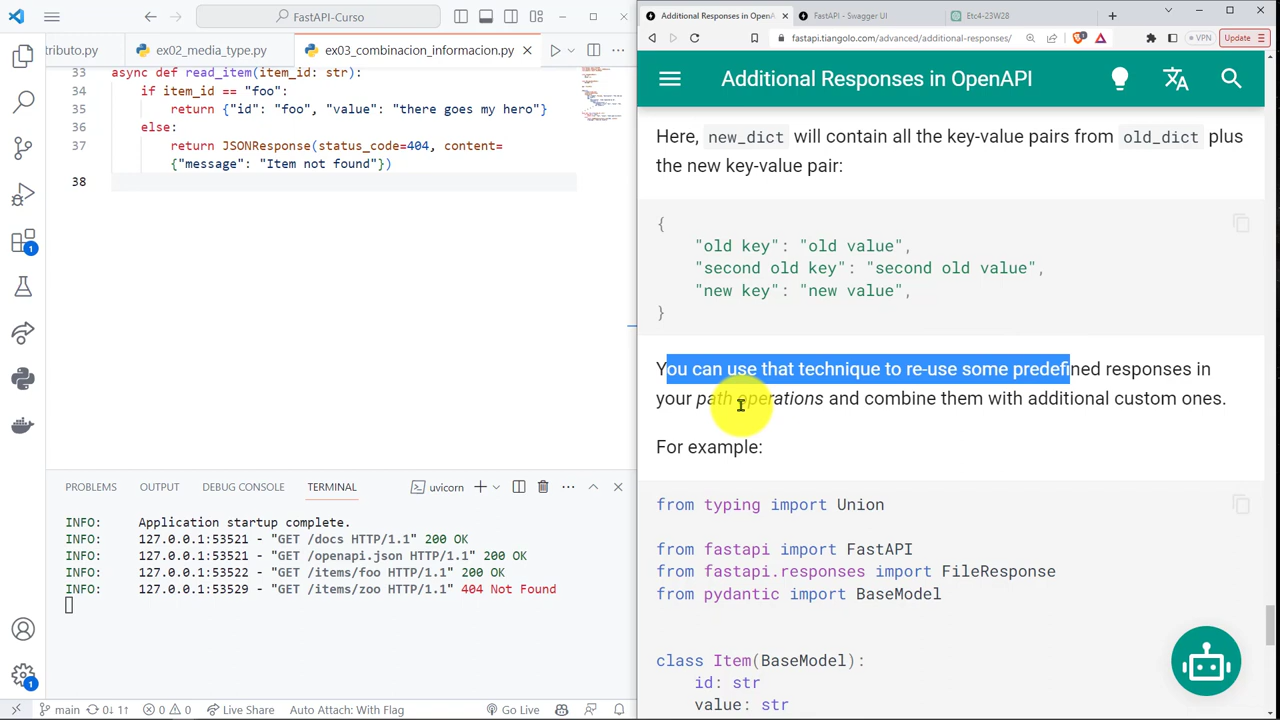 FastAPI-Curso
tributo.py
ex02_media_type.py
ex03_combinacion_informacion.py
33 async def read_item(item_id: str):
34 if item_id == "foo":
35 return {"id": "foo", "value": "there goes my hero"}
36 else:
37 return JSONResponse(status_code=404, content=
{"message": "Item not found"})
38
1
1
PROBLEMS OUTPUT DEBUG CONSOLE TERMINAL uvicorn
INFO: Application startup complete.
INFO: 127.0.0.1:53521 - "GET /docs HTTP/1.1" 200 OK
INFO: 127.0.0.1:53521 - "GET /openapi.json HTTP/1.1" 200 OK
INFO: 127.0.0.1:53522 - "GET /items/foo HTTP/1.1" 200 OK
INFO: 127.0.0.1:53529 - "GET /items/zoo HTTP/1.1" 404 Not Found
main 0↓ 1↑ 0 0 Live Share Auto Attach: With Flag Go Live
Additional Responses in OpenA
FastAPI - Swagger UI
Etc4-23W28
fastapi.tiangolo.com/advanced/additional-responses/
VPN
Update
Additional Responses in OpenAPI
Here, new_dict will contain all the key-value pairs from old_dict plus
the new key-value pair:
{
"old key": "old value",
"second old key": "second old value",
"new key": "new value",
}
You can use that technique to re-use some predefined responses in
your path operations and combine them with additional custom ones.
For example:
from typing import Union
from fastapi import FastAPI
from fastapi.responses import FileResponse
from pydantic import BaseModel
class Item(BaseModel):
id: str
value: str